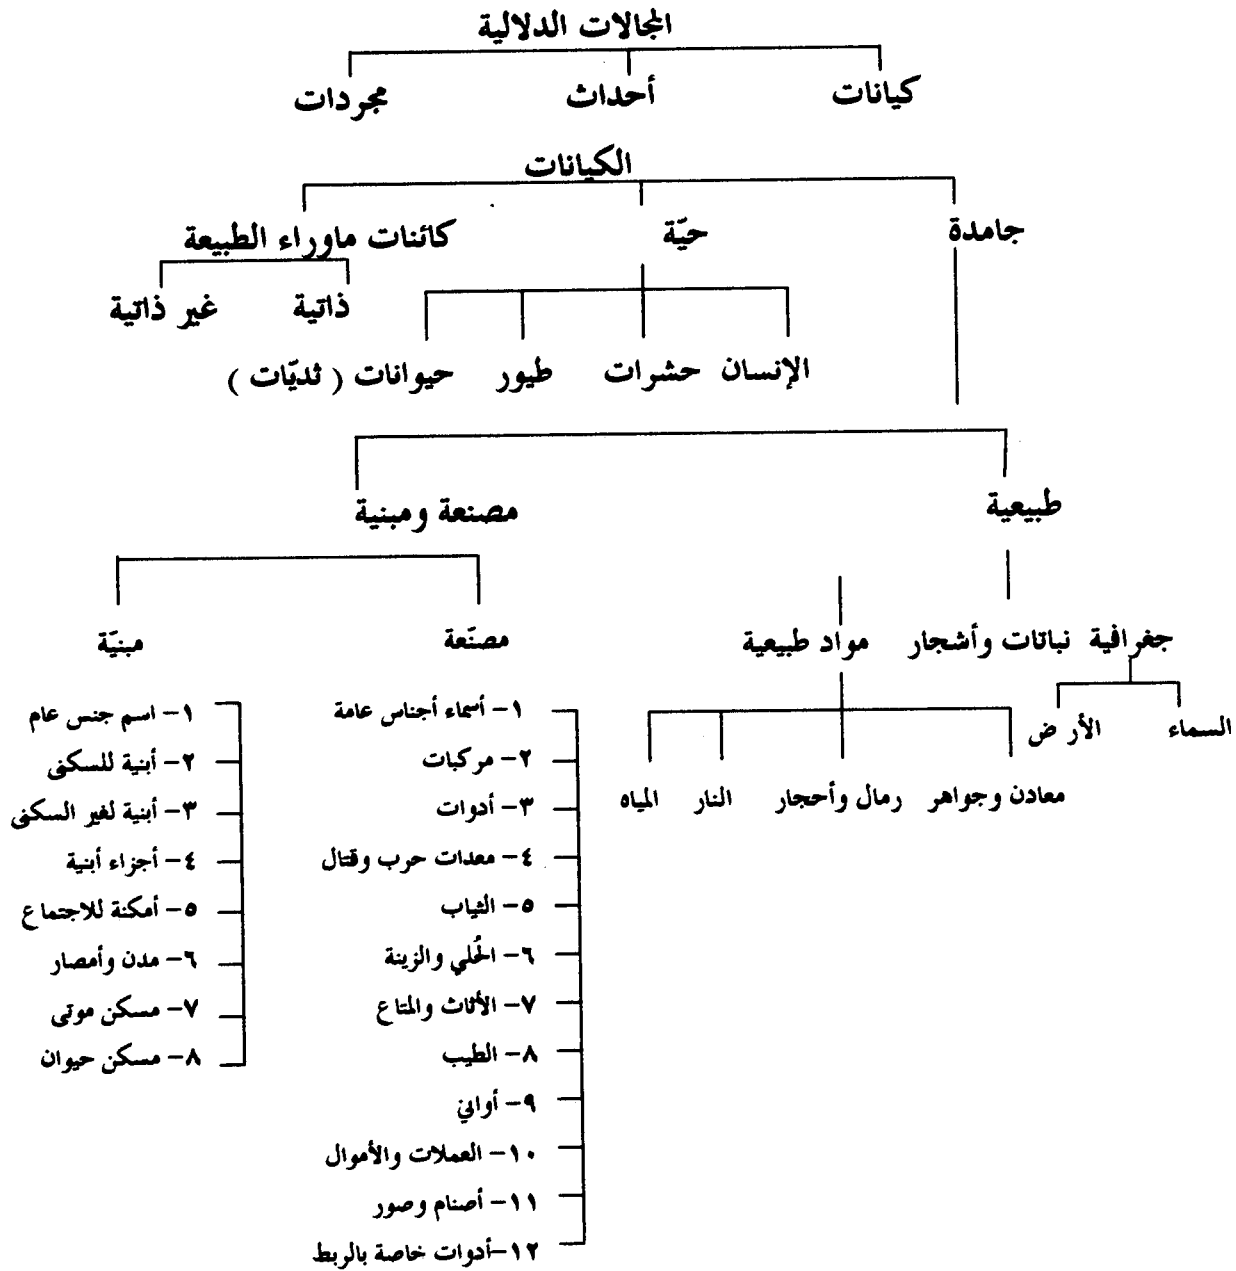 المجالات الدلالية
كيانات أحداث مجردات
الكيانات
جامدة حيّة كائنات ماوراء الطبيعة
ذاتية غير ذاتية
الإنسان حشرات طيور حيوانات ( ثديّات )
طبيعية مصنعة ومبنية
جغرافية نباتات وأشجار مواد طبيعية مصنّعة مبنيّة
السماء الأرض
معادن وجواهر رمال وأحجار النار المياه
١- أسماء أجناس عامة
٢- مركبات
٣- أدوات
٤- معدات حرب وقتال
٥- الثياب
٦- الحُلي والزينة
٧- الأثاث والمتاع
٨- الطيب
٩- أواني
١٠- العملات والأموال
١١- أصنام وصور
١٢-أدوات خاصة بالربط
١- اسم جنس عام
٢- أبنية للسكنى
٣- أبنية لغير السكنى
٤- أجزاء أبنية
٥- أمكنة للاجتماع
٦- مدن وأمصار
٧- مسكن موتى
٨- مسكن حيوان